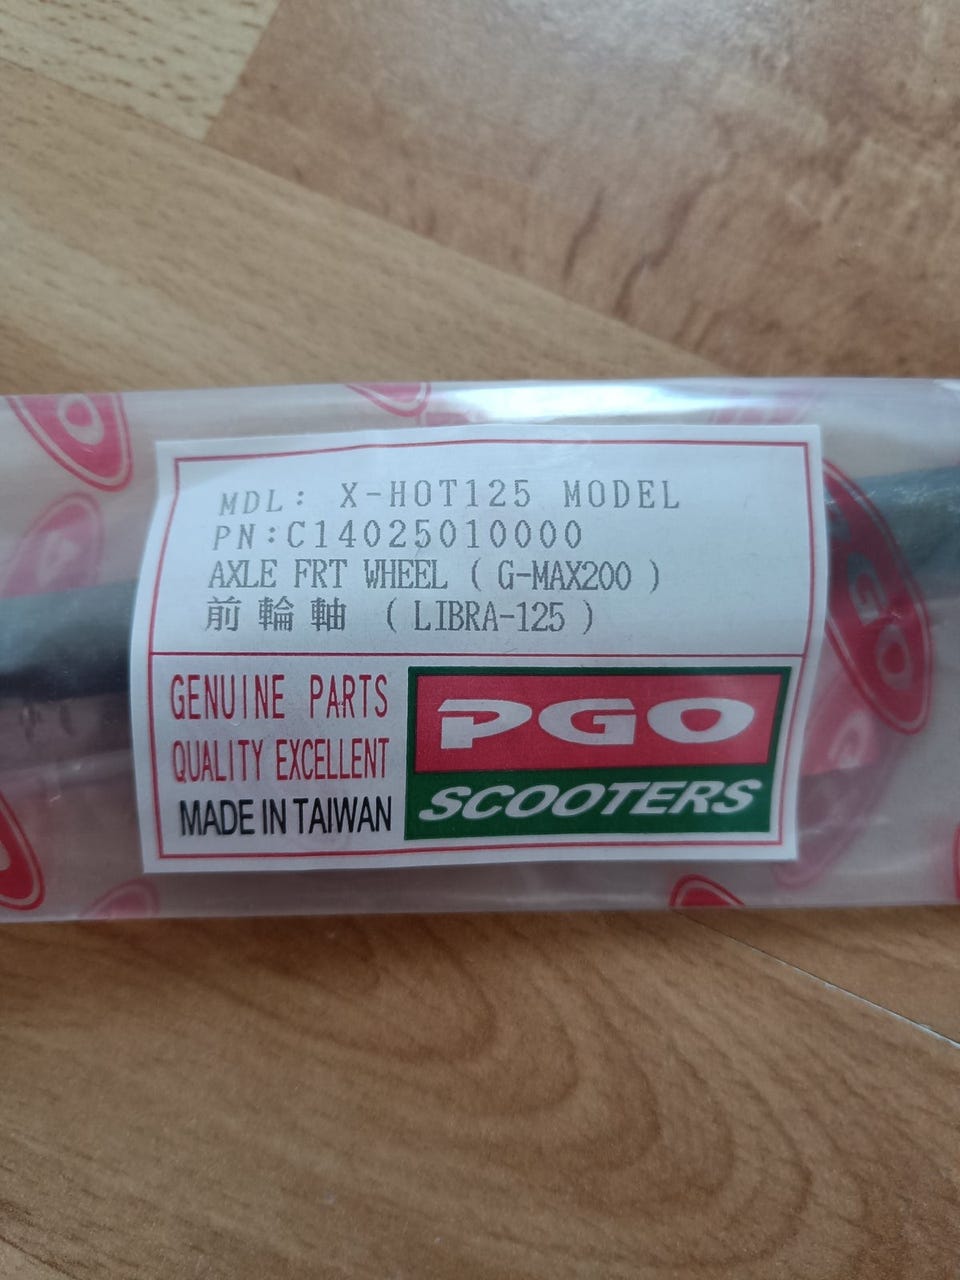 MDL: X-HOT125 MODEL
PN:C14025010000
AXLE FRT WHEEL ( G-MAX200 )
前輪軸 ( LIBRA-125 )
GENUINE PARTS
QUALITY EXCELLENT
MADE IN TAIWAN
PGO
SCOOTERS
PGO